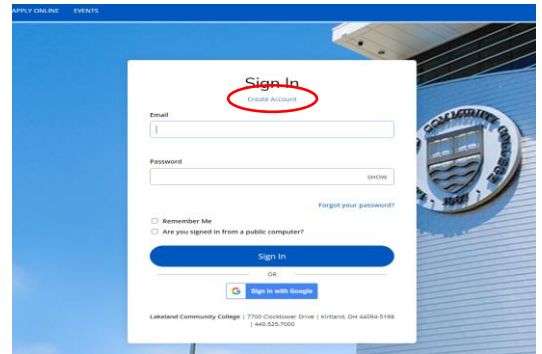 APPLY ONLINE EVENTS
Sign In
Create Account
Email
Password
SHOW
Forgot your password?
Remember Me
Are you signed in from a public computer?
Sign In
OR
G Sign in with Google
Lakeland Community College | 7700 Clocktower Drive | Kirtland, OH 44094-5198
| 440.525.7000
COMMUNITY COLLEGE